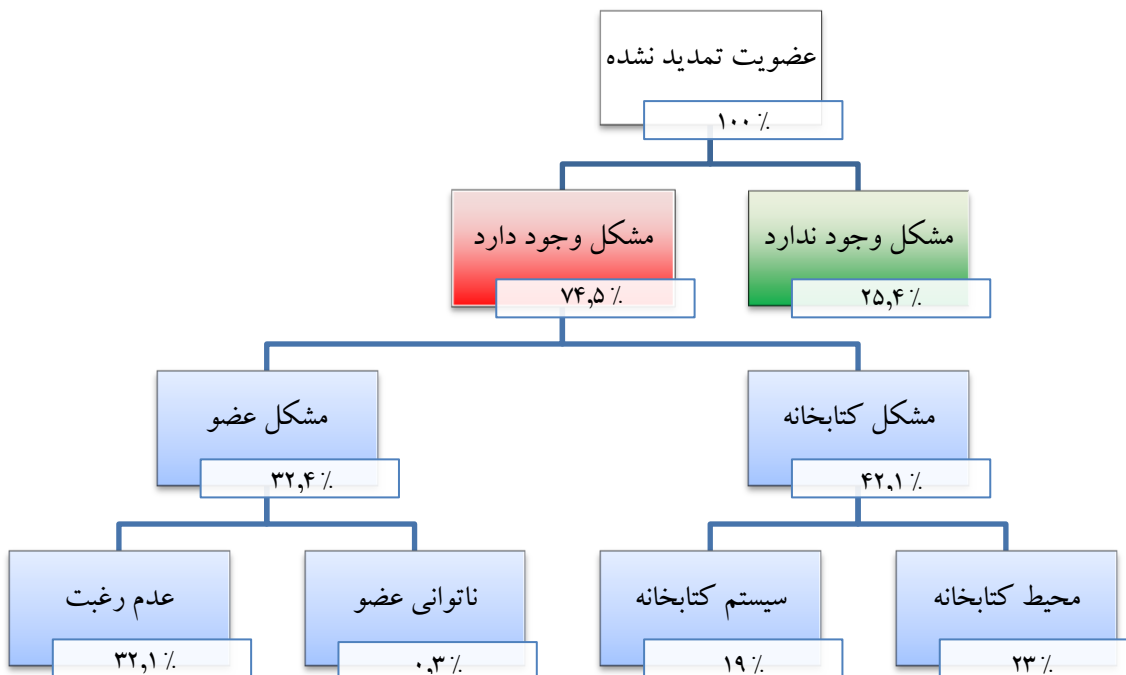 عضویت تمدید نشده
۱۰۰ ٪
مشکل وجود ندارد
۲۵,۴ ٪
مشکل وجود دارد
۷۴,۵ ٪
مشکل کتابخانه
۴۲,۱ ٪
مشکل عضو
۳۲,۴ ٪
محیط کتابخانه
۲۳ ٪
سیستم کتابخانه
۱۹ ٪
ناتوانی عضو
۰,۳ ٪
عدم رغبت
۳۲,۱ ٪